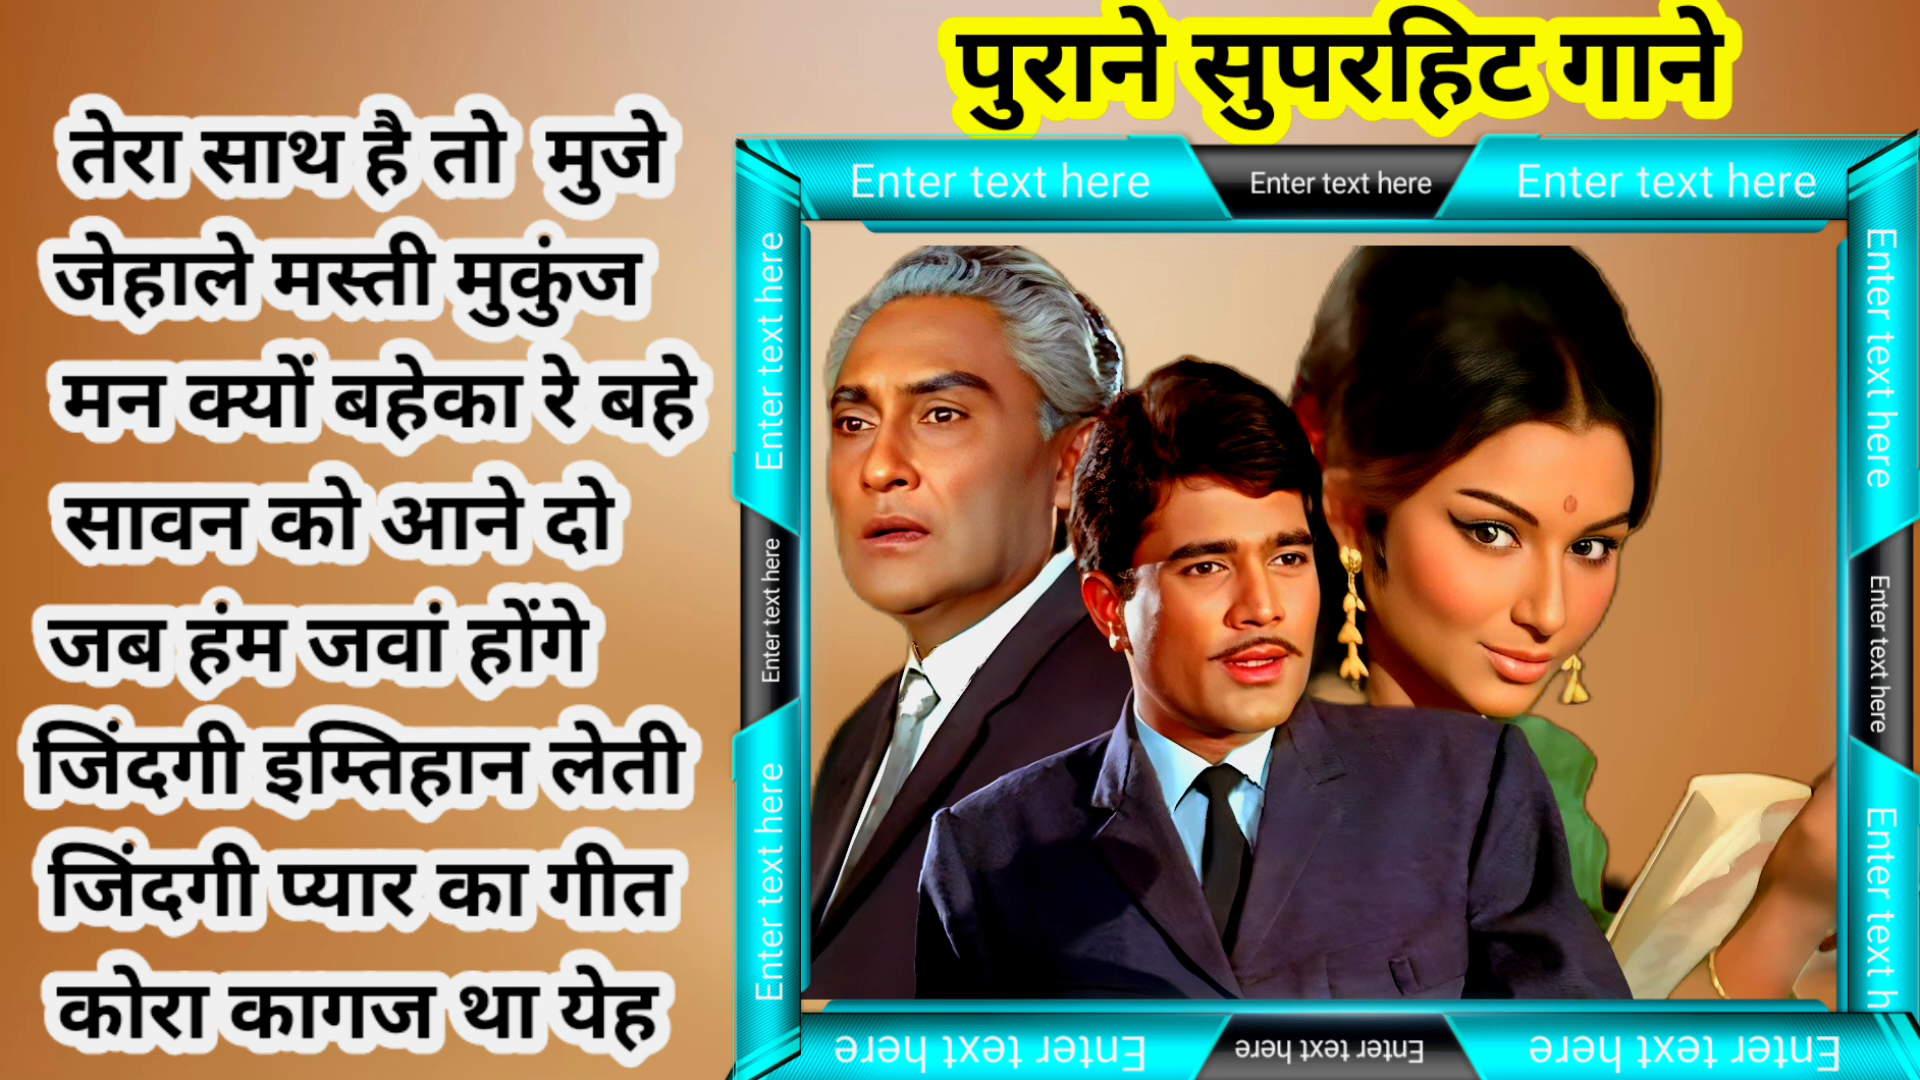 पुराने सुपरहिट गाने
तेरा साथ है तो मुजे
जेहाले मस्ती मुकुंज
मन क्यों बहेका रे बहे
सावन को आने दो
जब हंम जवां होंगे
जिंदगी इम्तिहान लेती
जिंदगी प्यार का गीत
कोरा कागज था येह
Enter text here
Enter text here
Enter text here
Enter text here
Enter text here
Enter text here
Enter text here
Enter text here
Enter text h
Enter text here
Enter text here
Enter text here